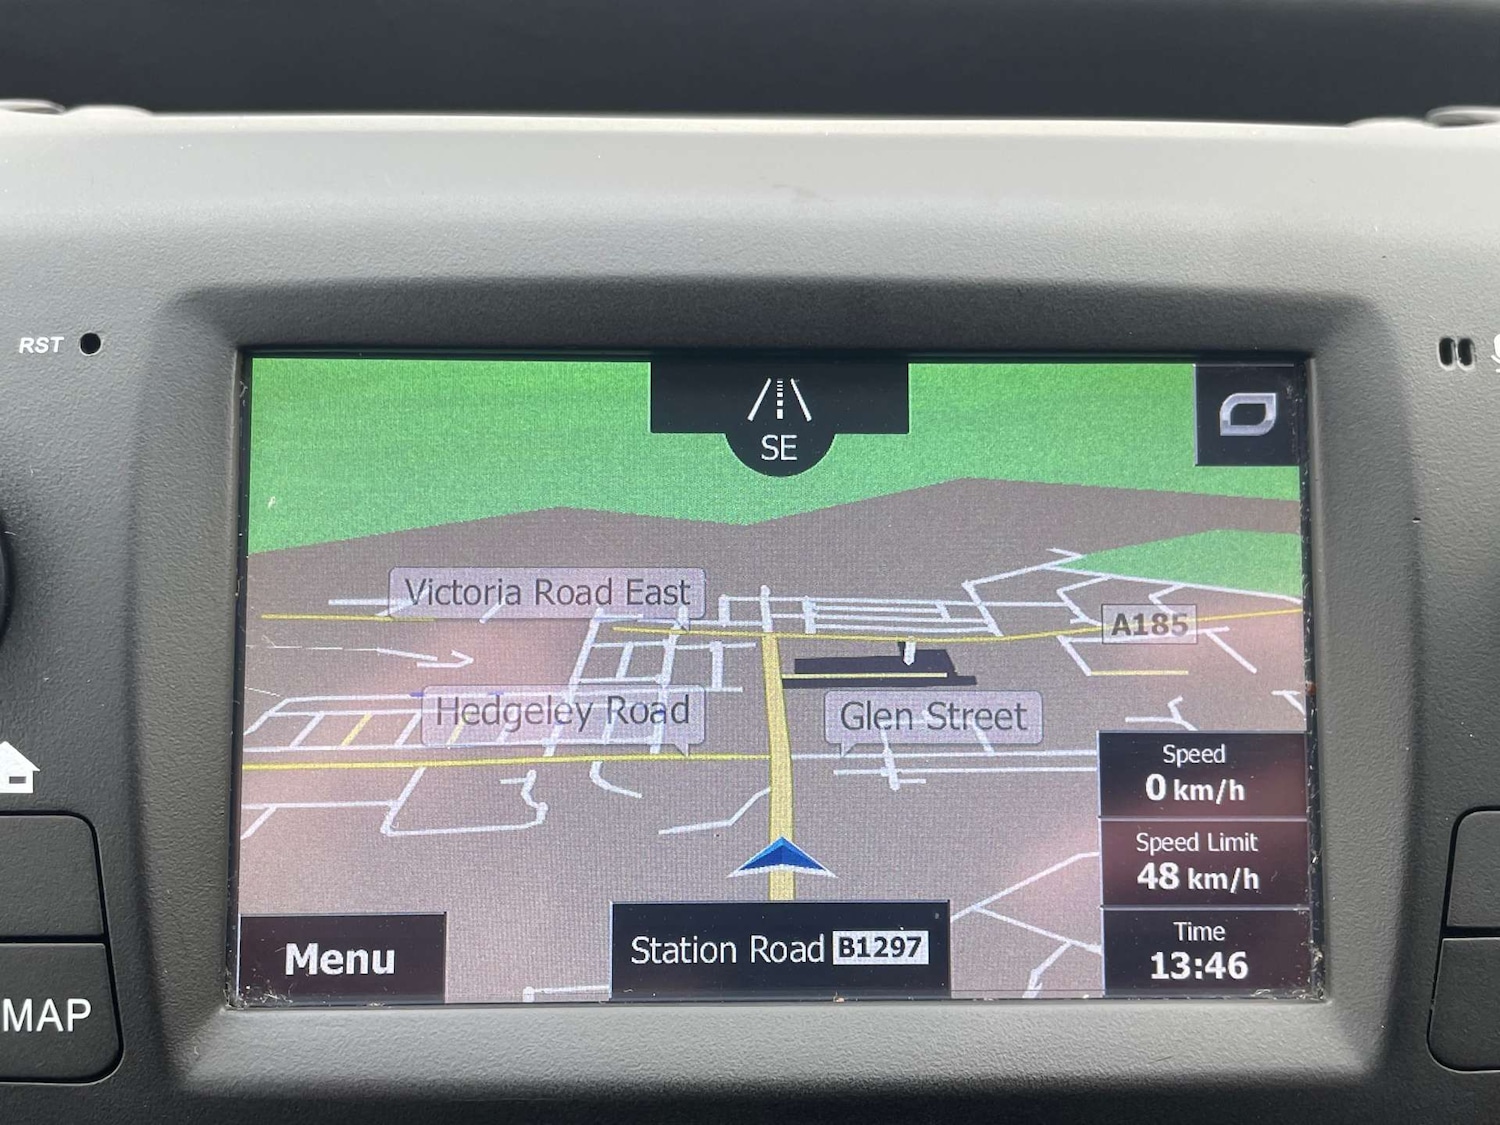 RST
SE
Victoria Road East
A185
Hedgeley Road
Glen Street
Speed
0 km/h
Speed Limit
48 km/h
Time
13:46
Menu
Station Road B1297
MAP